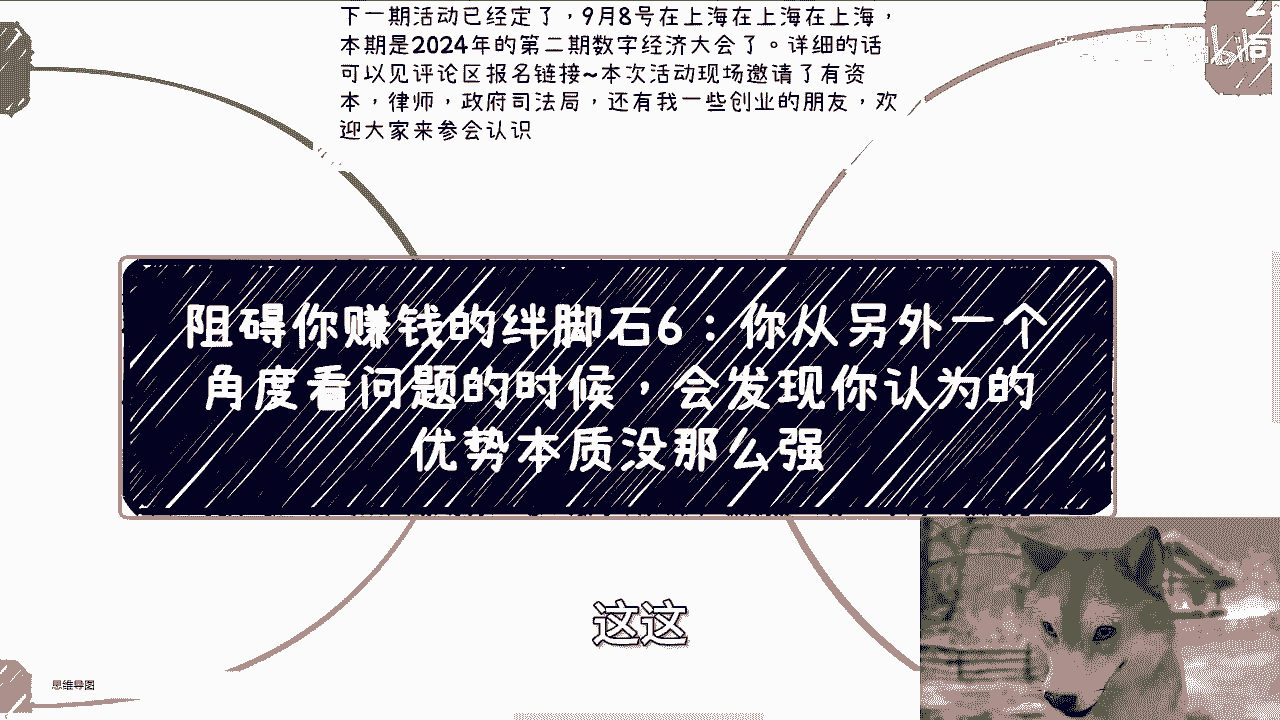 下一期活动已经定了，9月8号在上海在上海在上海，
本期是2024年的第二期数字经济大会了。详细的话
可以见评论区报名链接~本次活动现场邀请了有资
本，律师，政府司法局，还有我一些创业的朋友，欢
迎大家来参会认识
阻碍你赚钱的绊脚石6：你从另外一个
角度看问题的时候，会发现你认为的
优势本质没那么强
这这
思维导图